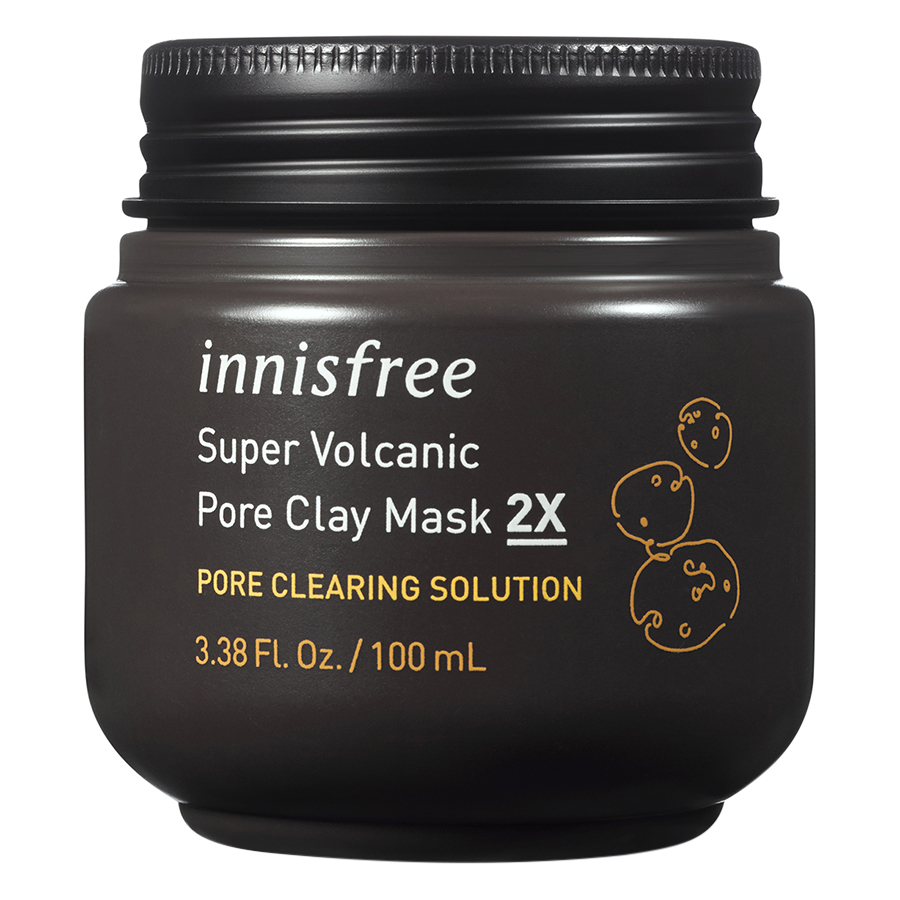 innisfree
Super Volcanic
Pore Clay Mask 2X
PORE CLEARING SOLUTION
3.38 Fl. Oz. / 100 mL